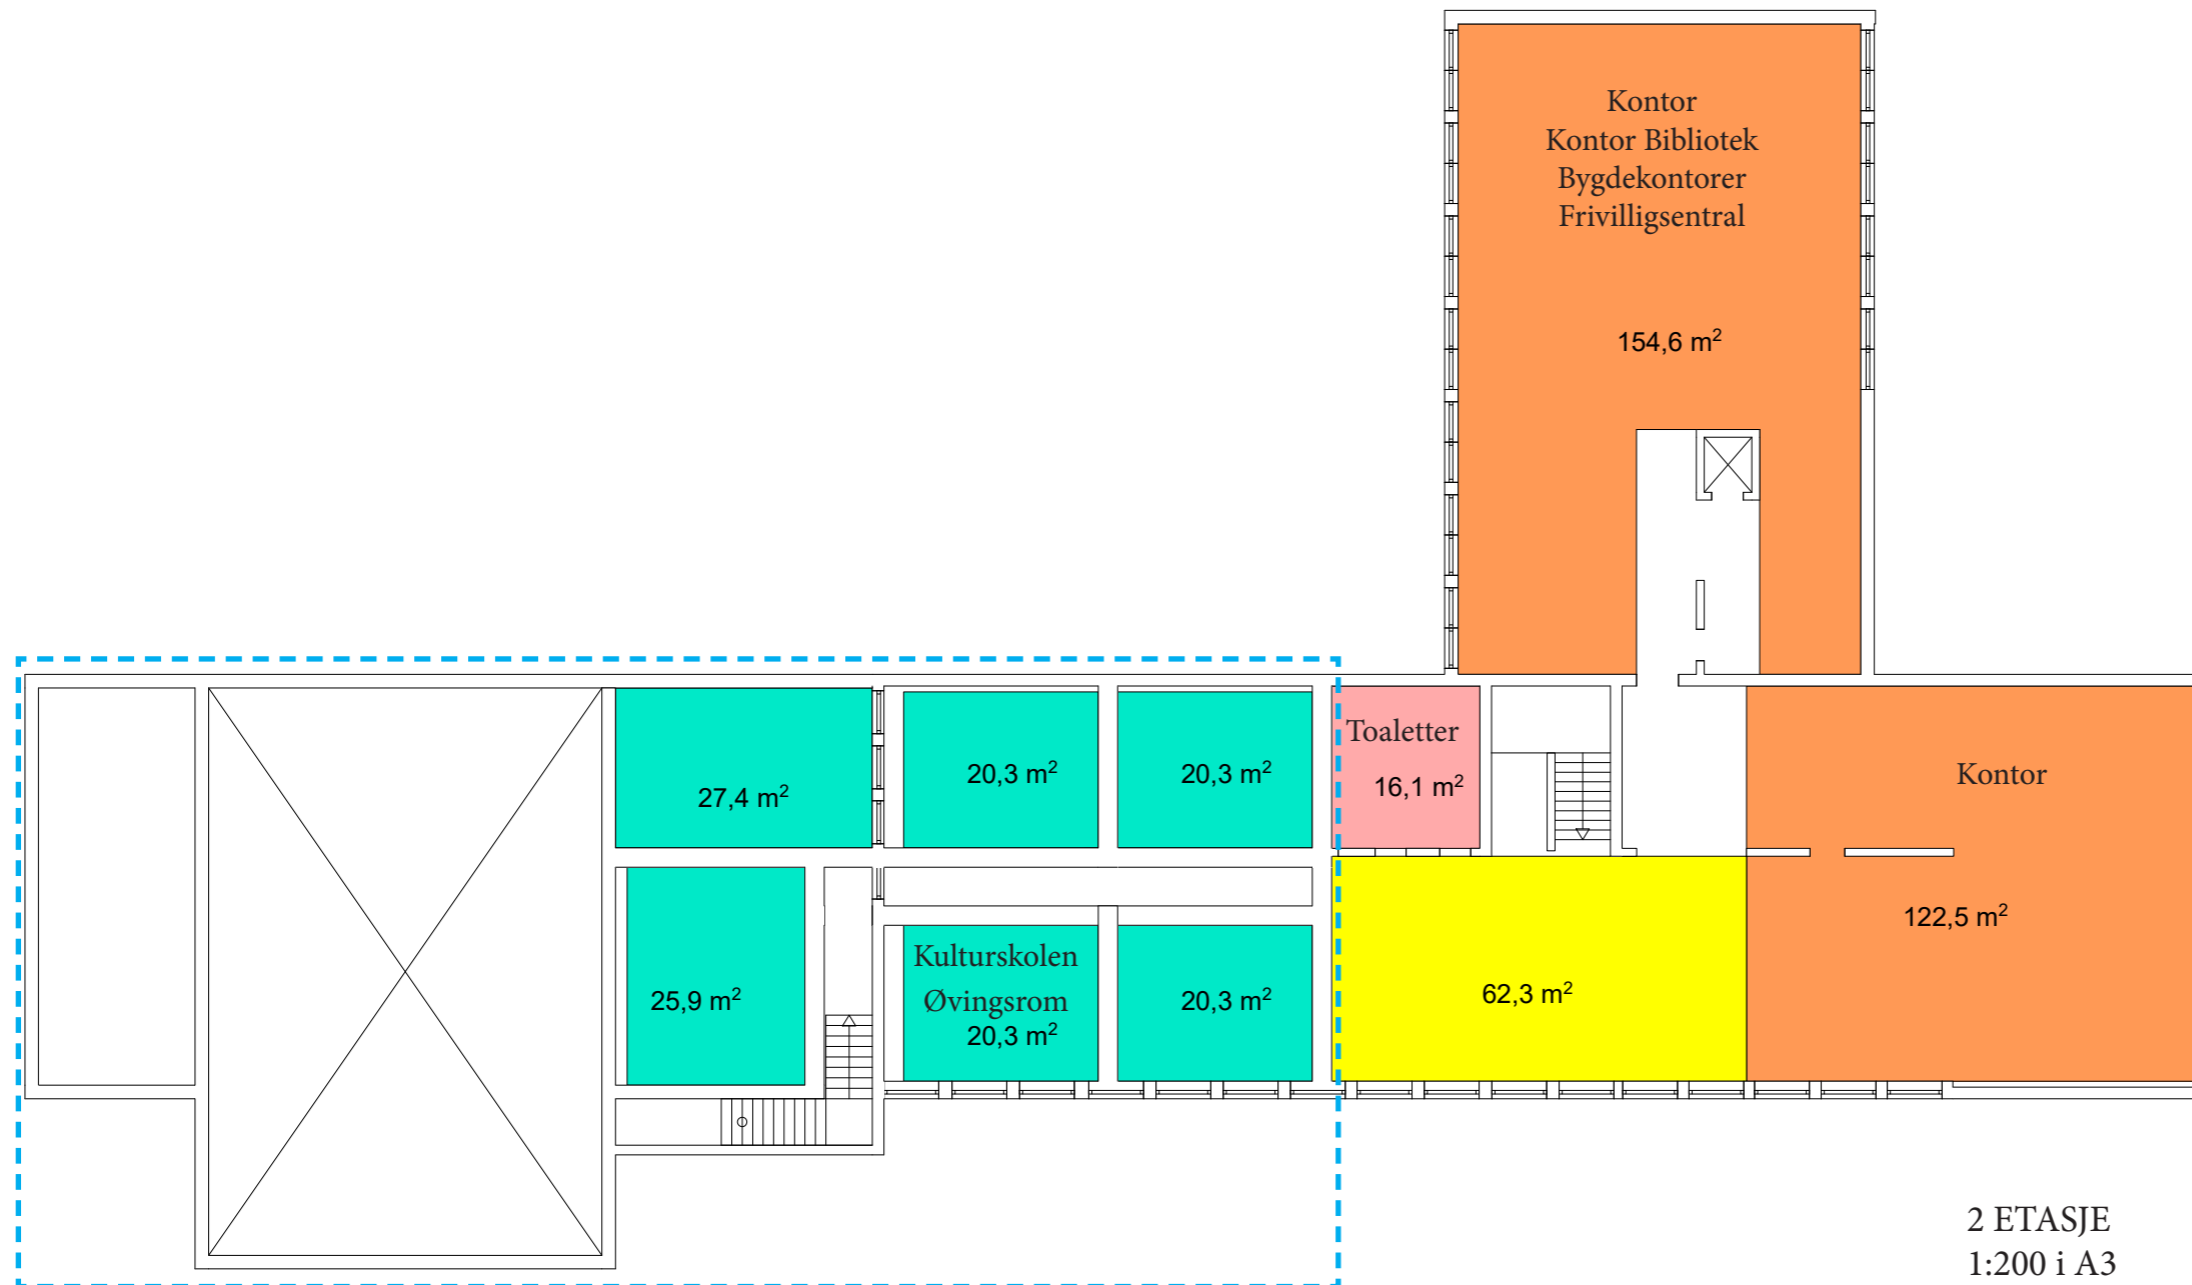 Kontor
Kontor Bibliotek
Bygdekontorer
Frivilligsentral
154,6 m²
27,4 m²
20,3 m²
20,3 m²
Toaletter
16,1 m²
Kontor
25,9 m²
Kulturskolen
Øvingsrom
20,3 m²
20,3 m²
62,3 m²
122,5 m²
2 ETASJE
1:200 i A3